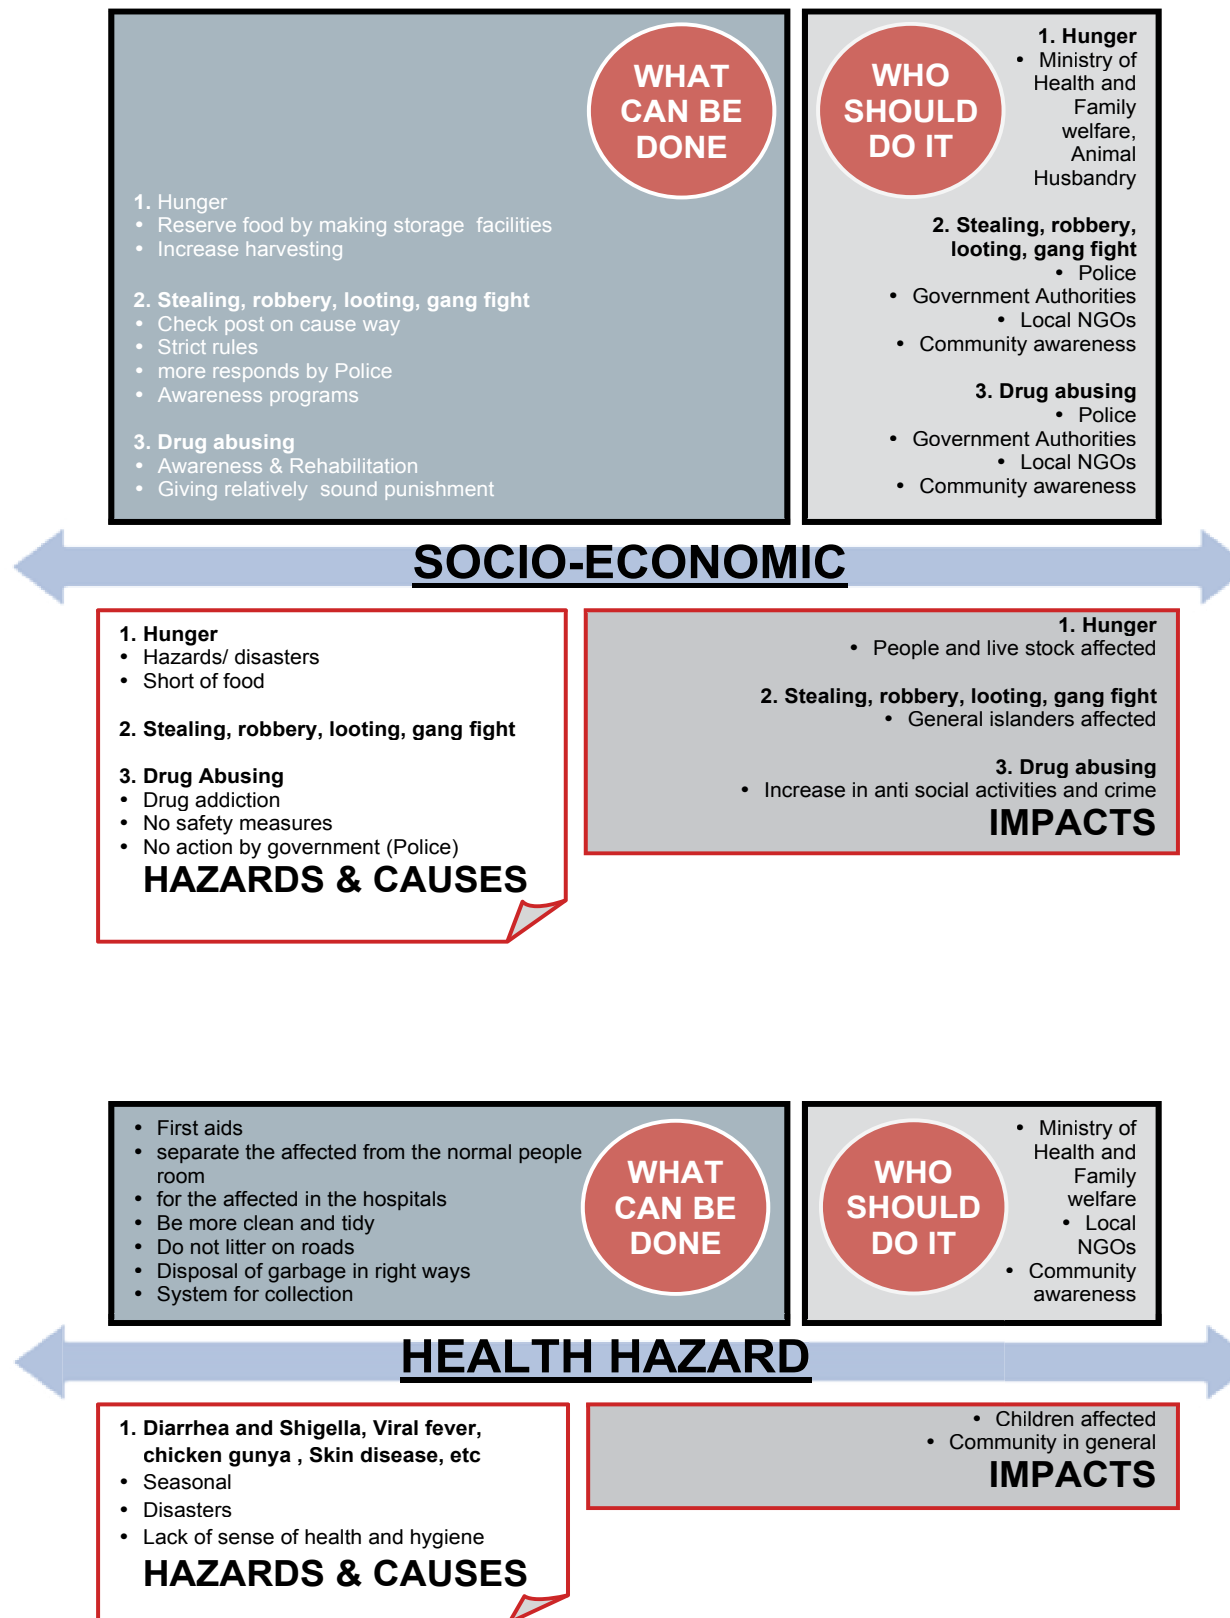 WHAT
CAN BE
DONE
1. Hunger
• Reserve food by making storage facilities
• Increase harvesting
2. Stealing, robbery, looting, gang fight
• Check post on cause way
• Strict rules
• more responds by Police
• Awareness programs
3. Drug abusing
• Awareness & Rehabilitation
• Giving relatively sound punishment
WHO
SHOULD
DO IT
1. Hunger
• Ministry of
Health and
Family
welfare,
Animal
Husbandry
2. Stealing, robbery,
looting, gang fight
• Police
• Government Authorities
• Local NGOs
• Community awareness
3. Drug abusing
• Police
• Government Authorities
• Local NGOs
• Community awareness
SOCIO-ECONOMIC
1. Hunger
• Hazards/ disasters
• Short of food
2. Stealing, robbery, looting, gang fight
3. Drug Abusing
• Drug addiction
• No safety measures
• No action by government (Police)
HAZARDS & CAUSES
1. Hunger
• People and live stock affected
2. Stealing, robbery, looting, gang fight
• General islanders affected
3. Drug abusing
• Increase in anti social activities and crime
IMPACTS
• First aids
• separate the affected from the normal people
room
• for the affected in the hospitals
• Be more clean and tidy
• Do not litter on roads
• Disposal of garbage in right ways
• System for collection
WHAT
CAN BE
DONE
WHO
SHOULD
DO IT
• Ministry of
Health and
Family
welfare
• Local
NGOs
• Community
awareness
HEALTH HAZARD
1. Diarrhea and Shigella, Viral fever,
chicken gunya , Skin disease, etc
• Seasonal
• Disasters
• Lack of sense of health and hygiene
HAZARDS & CAUSES
• Children affected
• Community in general
IMPACTS